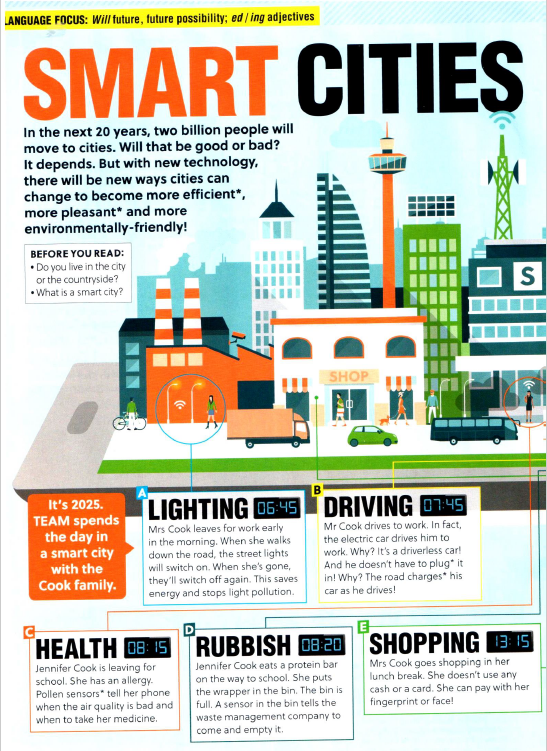 LANGUAGE FOCUS: Will future, future possibility; ed / ing adjectives
SMART CITIES
In the next 20 years, two billion people will
move to cities. Will that be good or bad?
It depends. But with new technology,
there will be new ways cities can
change to become more efficient*,
more pleasant* and more
environmentally-friendly!
BEFORE YOU READ:
• Do you live in the city
or the countryside?
• What is a smart city?
S
SHOP
It's 2025.
TEAM spends
the day in
a smart city
with the
Cook family.
A
LIGHTING 06:45
Mrs Cook leaves for work early
in the morning. When she walks
down the road, the street lights
will switch on. When she's gone,
they'll switch off again. This saves
energy and stops light pollution.
B
DRIVING 07:45
Mr Cook drives to work. In fact,
the electric car drives him to
work. Why? It's a driverless car!
And he doesn't have to plug* it
in! Why? The road charges* his
car as he drives!
C
HEALTH 08:15
Jennifer Cook is leaving for
school. She has an allergy.
Pollen sensors* tell her phone
when the air quality is bad and
when to take her medicine.
D
RUBBISH 08:20
Jennifer Cook eats a protein bar
on the way to school. She puts
the wrapper in the bin. The bin is
full. A sensor in the bin tells the
waste management company to
come and empty it.
E
SHOPPING 13:15
Mrs Cook goes shopping in her
lunch break. She doesn't use any
cash or a card. She can pay with her
fingerprint or face!